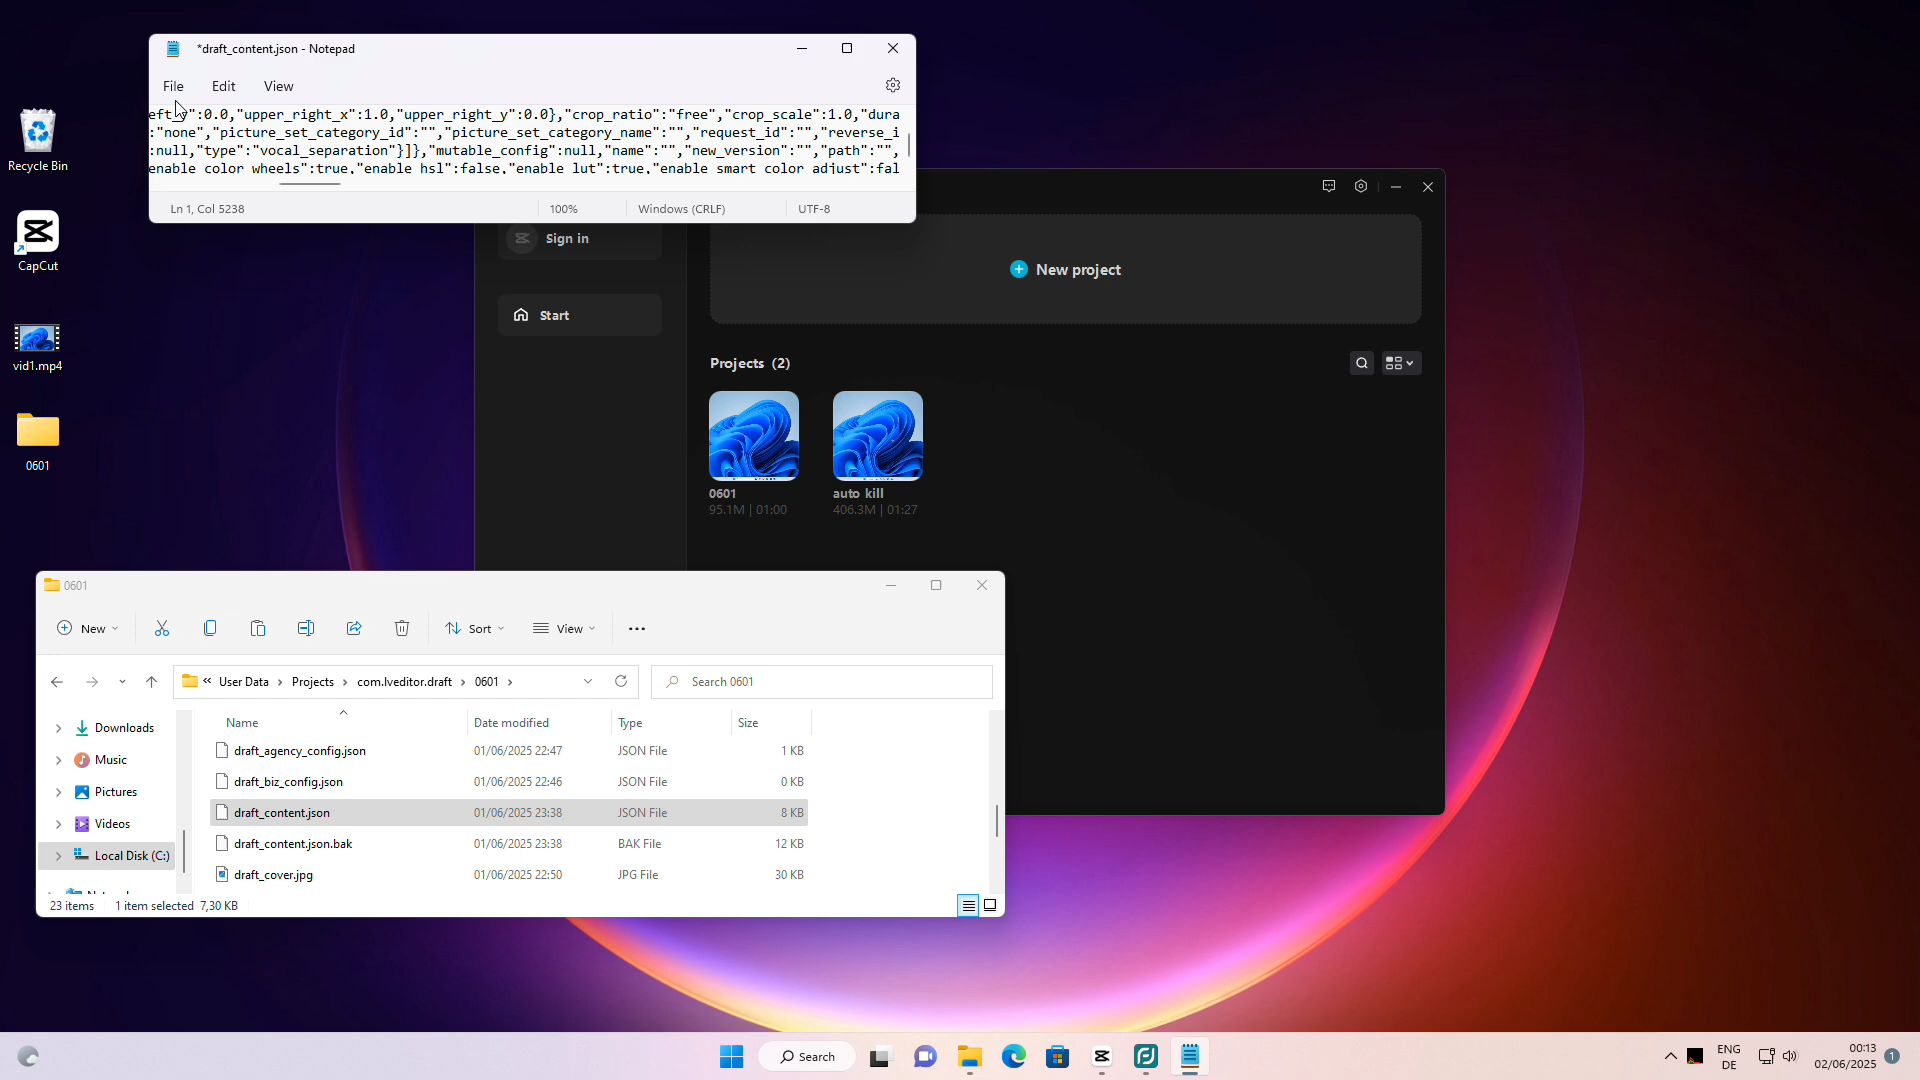 *draft_content.json - Notepad
File Edit View
eft_y":0.0,"upper_right_x":1.0,"upper_right_y":0.0},"crop_ratio":"free","crop_scale":1.0,"dura
:"none","picture_set_category_id":"","picture_set_category_name":"","request_id":"","reverse_i
:null,"type":"vocal_separation"}]},"mutable_config":null,"name":"","new_version":"","path":"",
enable_color_wheels":true,"enable_hsl":false,"enable_lut":true,"enable_smart_color_adjust":fal
Ln 1, Col 5238 100% Windows (CRLF) UTF-8
Recycle Bin
CapCut
vid1.mp4
0601
Sign in
Start
New project
Projects (2)
0601
95.1M | 01:00
auto kill
406.3M | 01:27
0601
New Sort View
« User Data > Projects > com.lveditor.draft > 0601 >
Search 0601
Downloads
Music
Pictures
Videos
Local Disk (C:)
Name Date modified Type Size
draft_agency_config.json 01/06/2025 22:47 JSON File 1 KB
draft_biz_config.json 01/06/2025 22:46 JSON File 0 KB
draft_content.json 01/06/2025 23:38 JSON File 8 KB
draft_content.json.bak 01/06/2025 23:38 BAK File 12 KB
draft_cover.jpg 01/06/2025 22:50 JPG File 30 KB
23 items 1 item selected 7,30 KB
Search
ENG
DE
00:13
02/06/2025
1